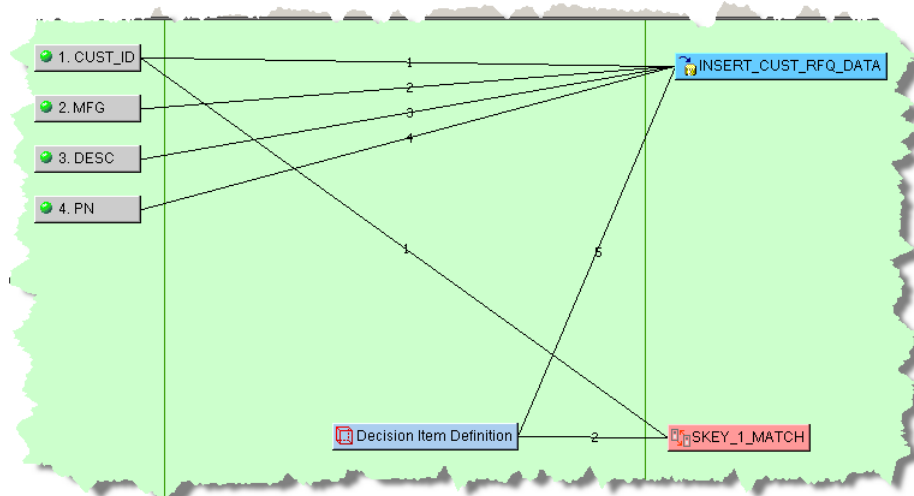 1. CUST_ID
1
INSERT_CUST_RFQ_DATA
2. MFG
2
3
3. DESC
4
4. PN
1
5
Decision Item Definition
2
SKEY_1_MATCH